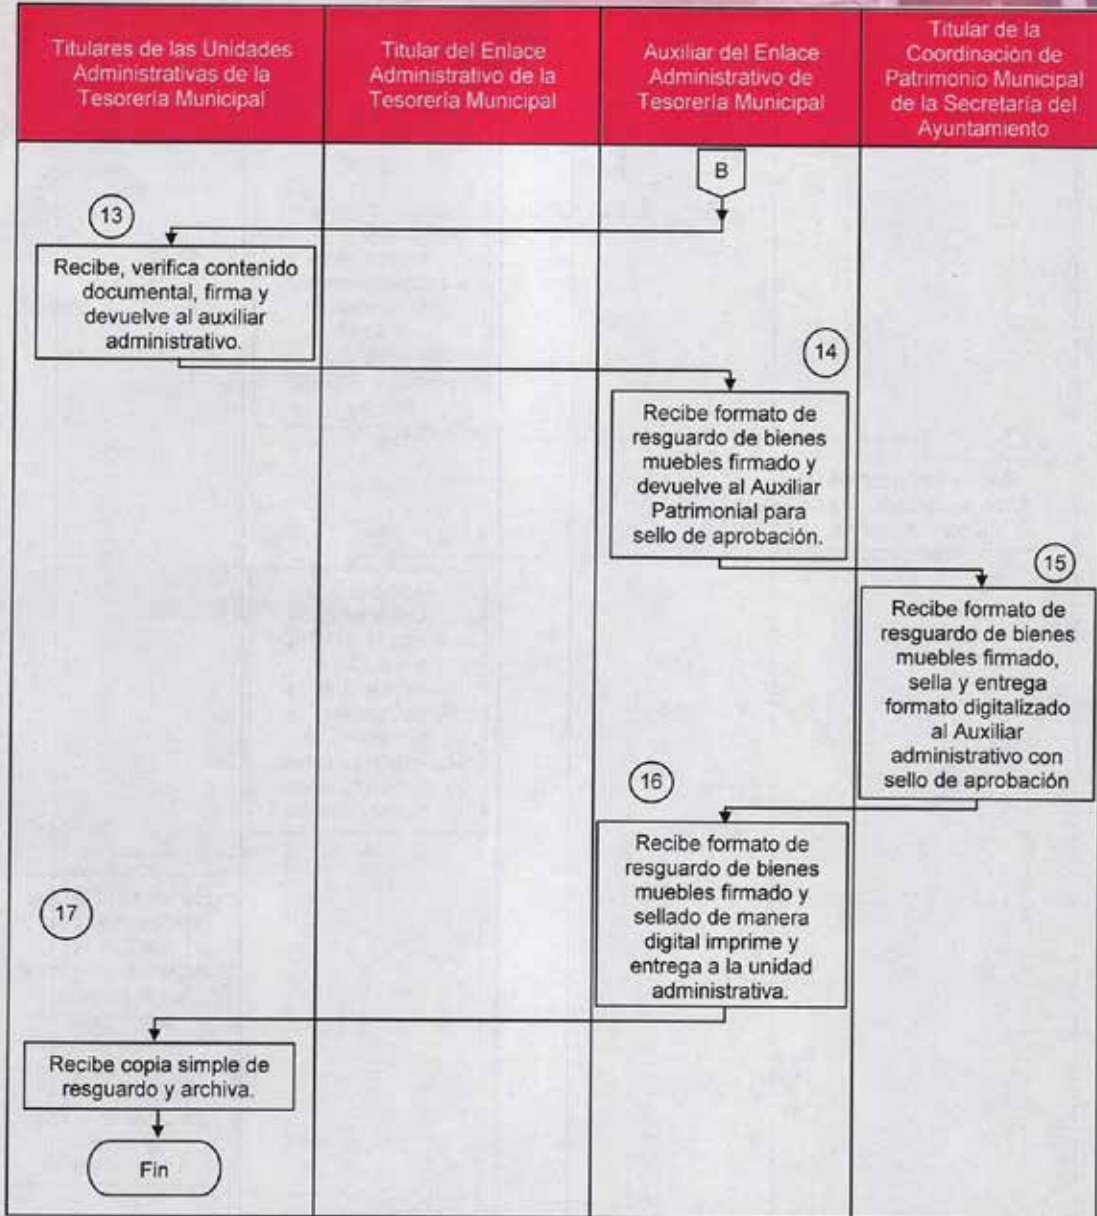 Titulares de las Unidades
Administrativas de la
Tesorería Municipal
Titular del Enlace
Administrativo de la
Tesorería Municipal
Auxiliar del Enlace
Administrativo de
Tesorería Municipal
Titular de la
Coordinación de
Patrimonio Municipal
de la Secretaría del
Ayuntamiento
B
13
Recibe, verifica contenido
documental, firma y
devuelve al auxiliar
administrativo.
14
Recibe formato de
resguardo de bienes
muebles firmado y
devuelve al Auxiliar
Patrimonial para
sello de aprobación.
15
Recibe formato de
resguardo de bienes
muebles firmado,
sella y entrega
formato digitalizado
al Auxiliar
administrativo con
sello de aprobación
16
Recibe formato de
resguardo de bienes
muebles firmado y
sellado de manera
digital imprime y
entrega a la unidad
administrativa.
17
Recibe copia simple de
resguardo y archiva.
Fin